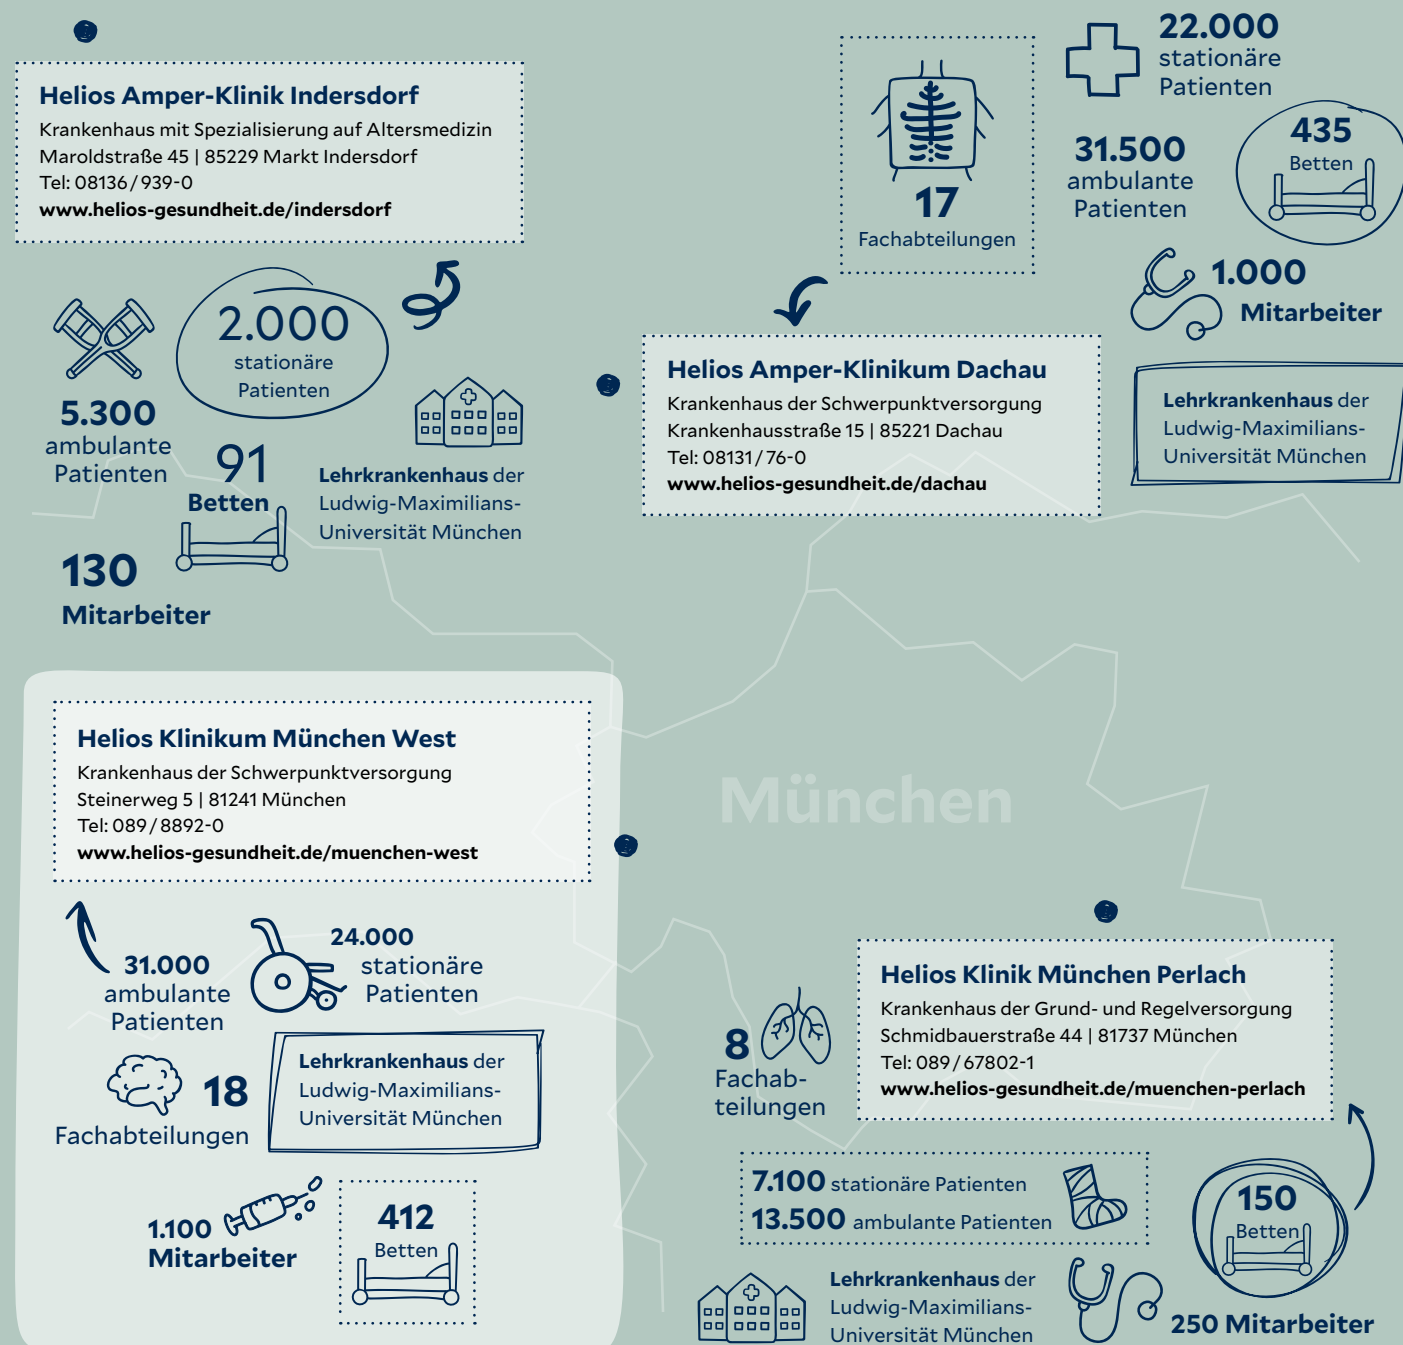 Helios Amper-Klinik Indersdorf
Krankenhaus mit Spezialisierung auf Altersmedizin
Maroldstraße 45 | 85229 Markt Indersdorf
Tel: 08136/939-0
www.helios-gesundheit.de/indersdorf
2.000
stationäre
Patienten
5.300
ambulante
Patienten
91
Betten
Lehrkrankenhaus der
Ludwig-Maximilians-
Universität München
130
Mitarbeiter
17
Fachabteilungen
22.000
stationäre
Patienten
31.500
ambulante
Patienten
435
Betten
1.000
Mitarbeiter
Helios Amper-Klinikum Dachau
Krankenhaus der Schwerpunktversorgung
Krankenhausstraße 15 | 85221 Dachau
Tel: 08131/76-0
www.helios-gesundheit.de/dachau
Lehrkrankenhaus der
Ludwig-Maximilians-
Universität München
München
Helios Klinikum München West
Krankenhaus der Schwerpunktversorgung
Steinerweg 5 | 81241 München
Tel: 089/8892-0
www.helios-gesundheit.de/muenchen-west
31.000
ambulante
Patienten
24.000
stationäre
Patienten
18
Fachabteilungen
Lehrkrankenhaus der
Ludwig-Maximilians-
Universität München
1.100
Mitarbeiter
412
Betten
Helios Klinik München Perlach
Krankenhaus der Grund- und Regelversorgung
Schmidbauerstraße 44 | 81737 München
Tel: 089/67802-1
www.helios-gesundheit.de/muenchen-perlach
8
Fachab-
teilungen
7.100 stationäre Patienten
13.500 ambulante Patienten
150
Betten
Lehrkrankenhaus der
Ludwig-Maximilians-
Universität München
250 Mitarbeiter